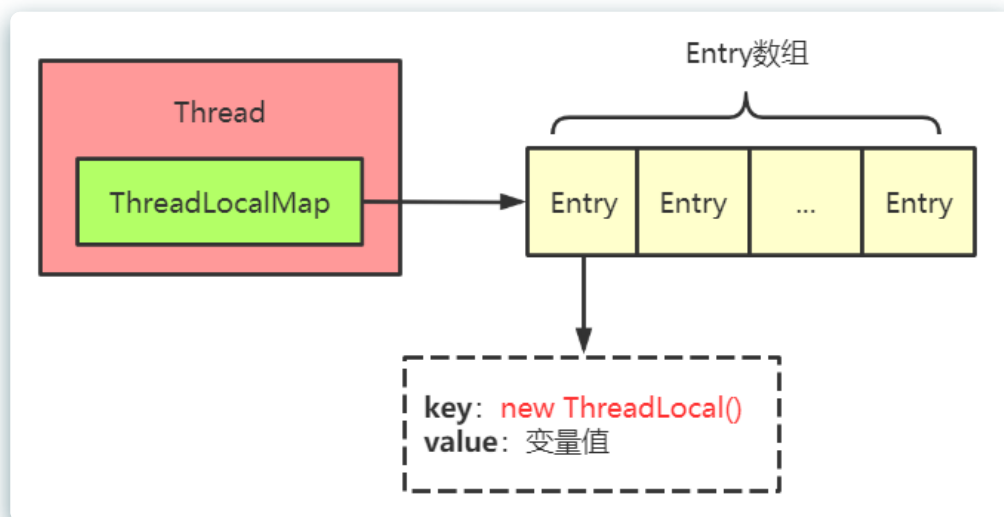 Entry数组
Thread
ThreadLocalMap
Entry
Entry
...
Entry
key：new ThreadLocal()
value：变量值